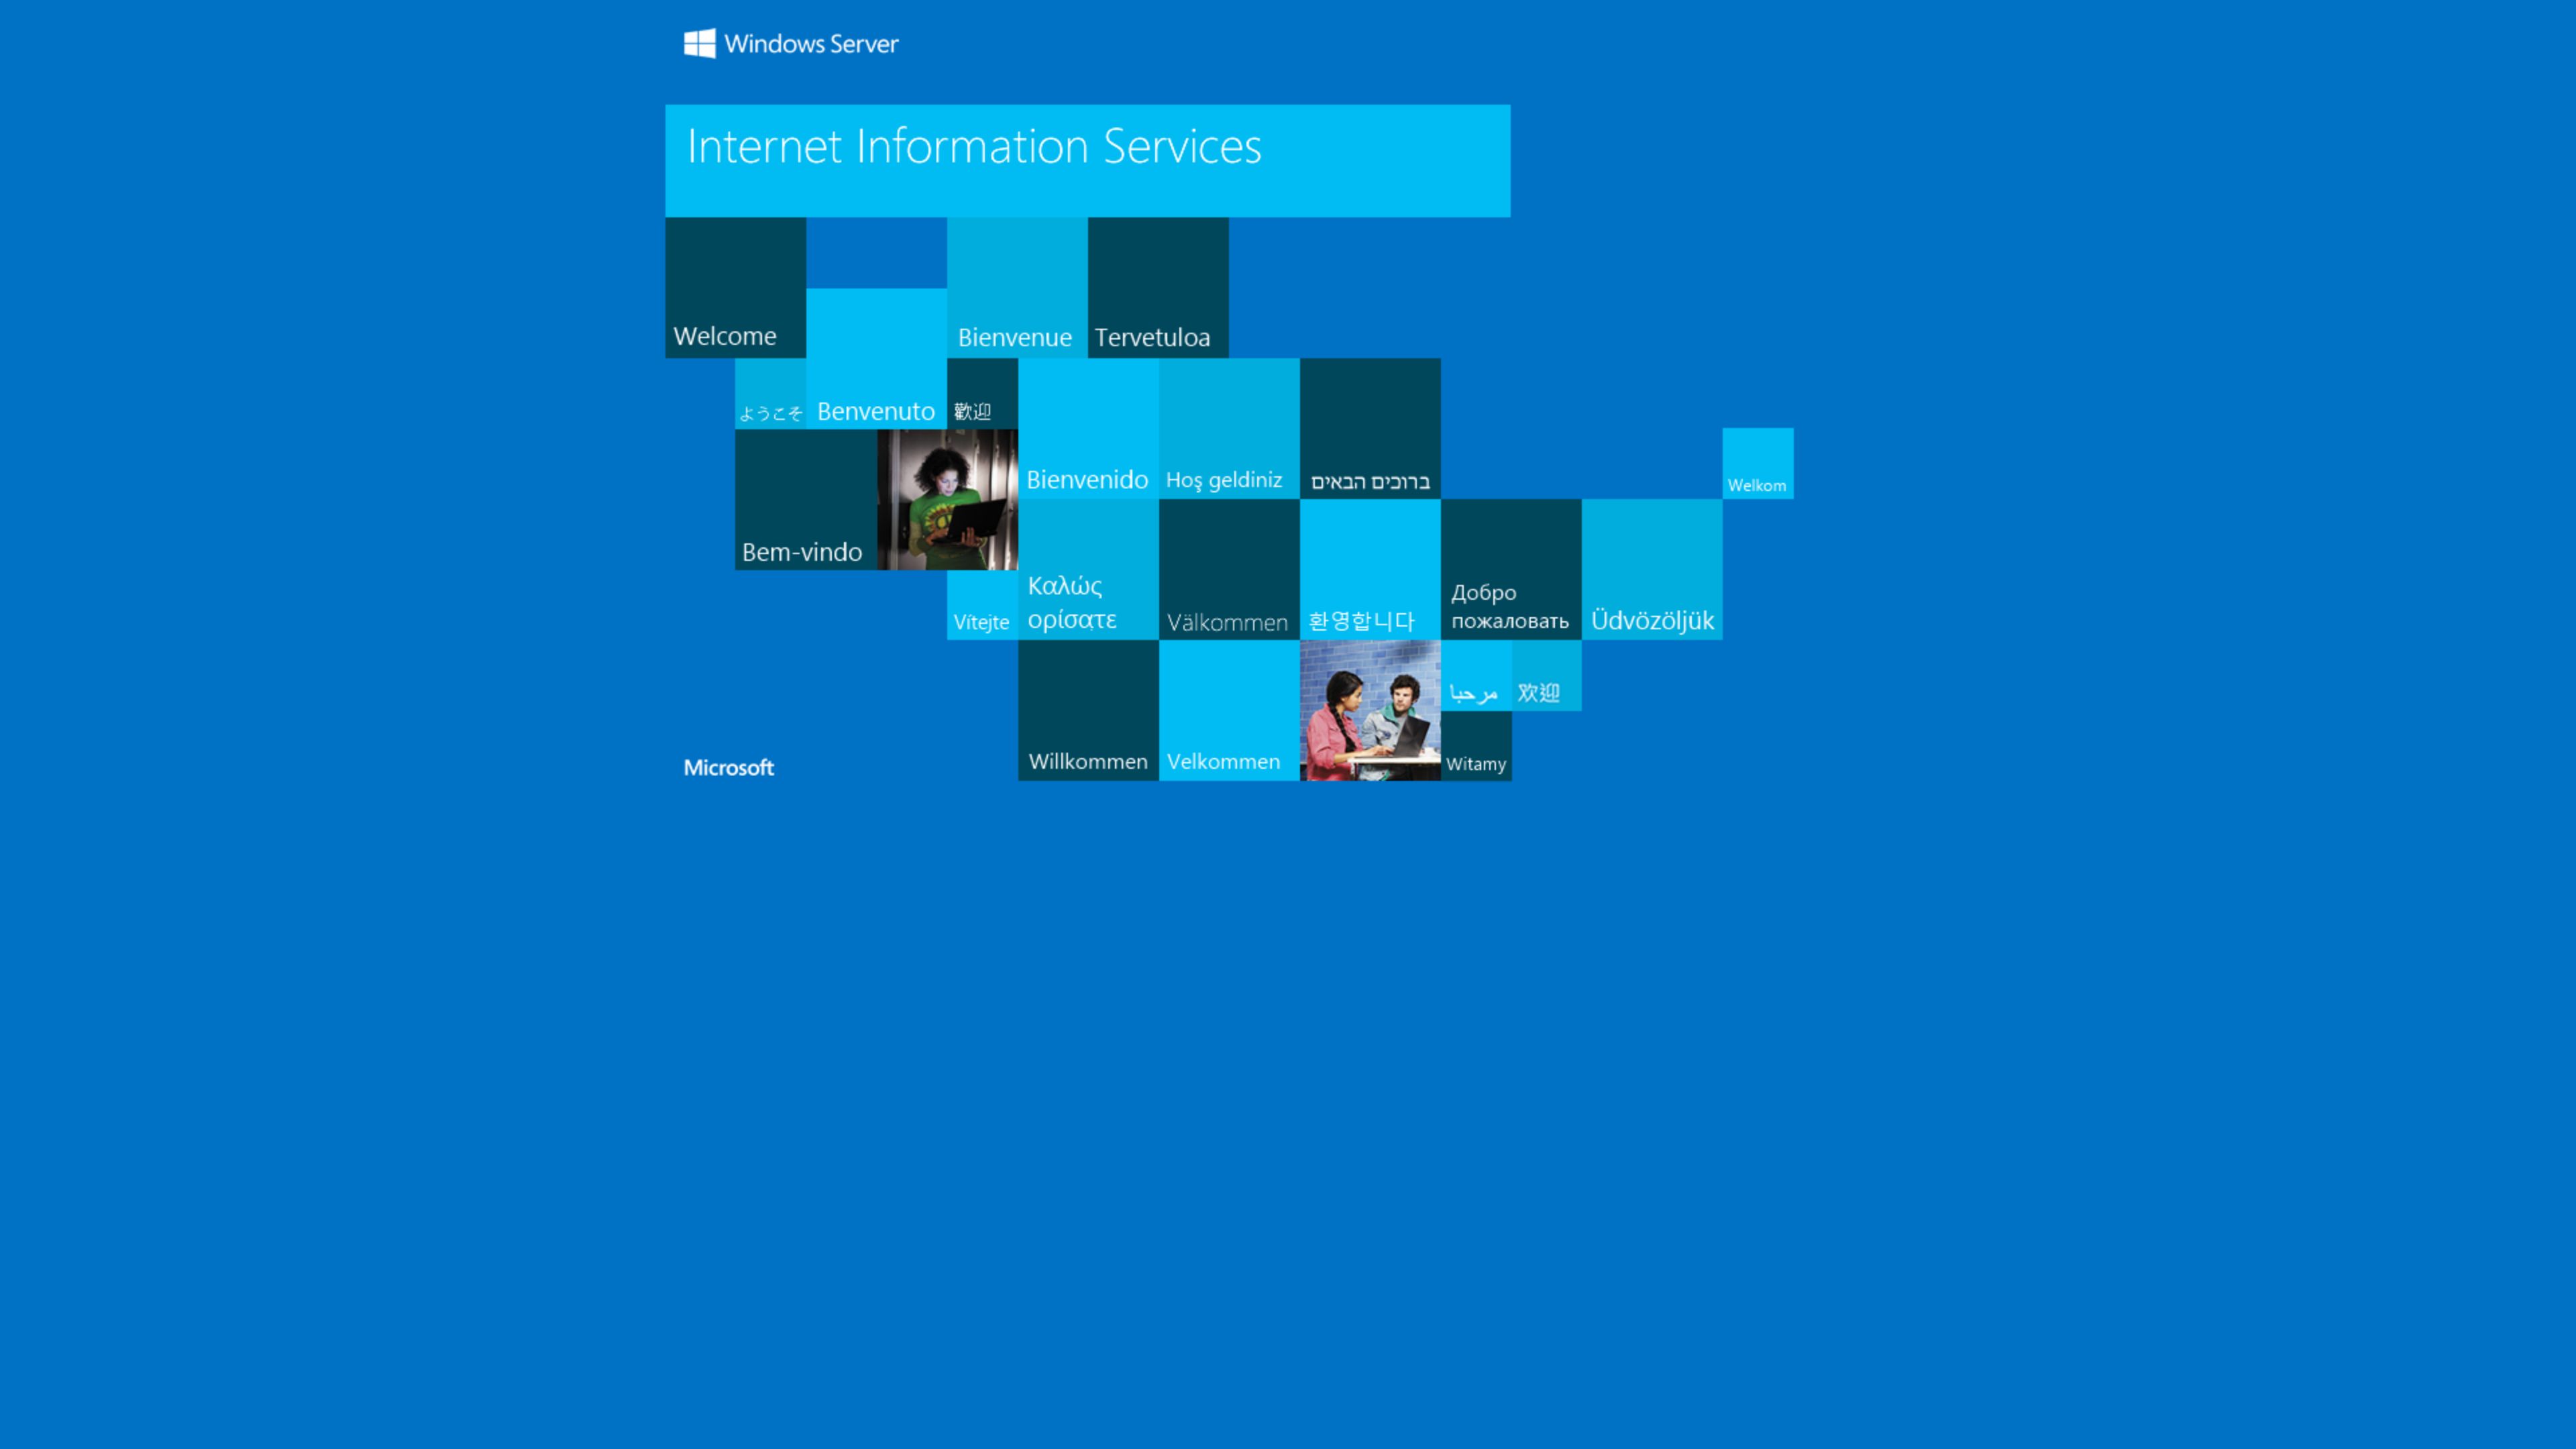 Windows Server
Internet Information Services
Welcome
Bienvenue
Tervetuloa
ようこそ
Benvenuto
歡迎
Bienvenido
Hoş geldiniz
ברוכים הבאים
Welkom
Bem-vindo
Vítejte
Καλώς
ορίσατε
Välkommen
환영합니다
Добро
пожаловать
Üdvözöljük
مرحبا
欢迎
Willkommen
Velkommen
Witamy
Microsoft